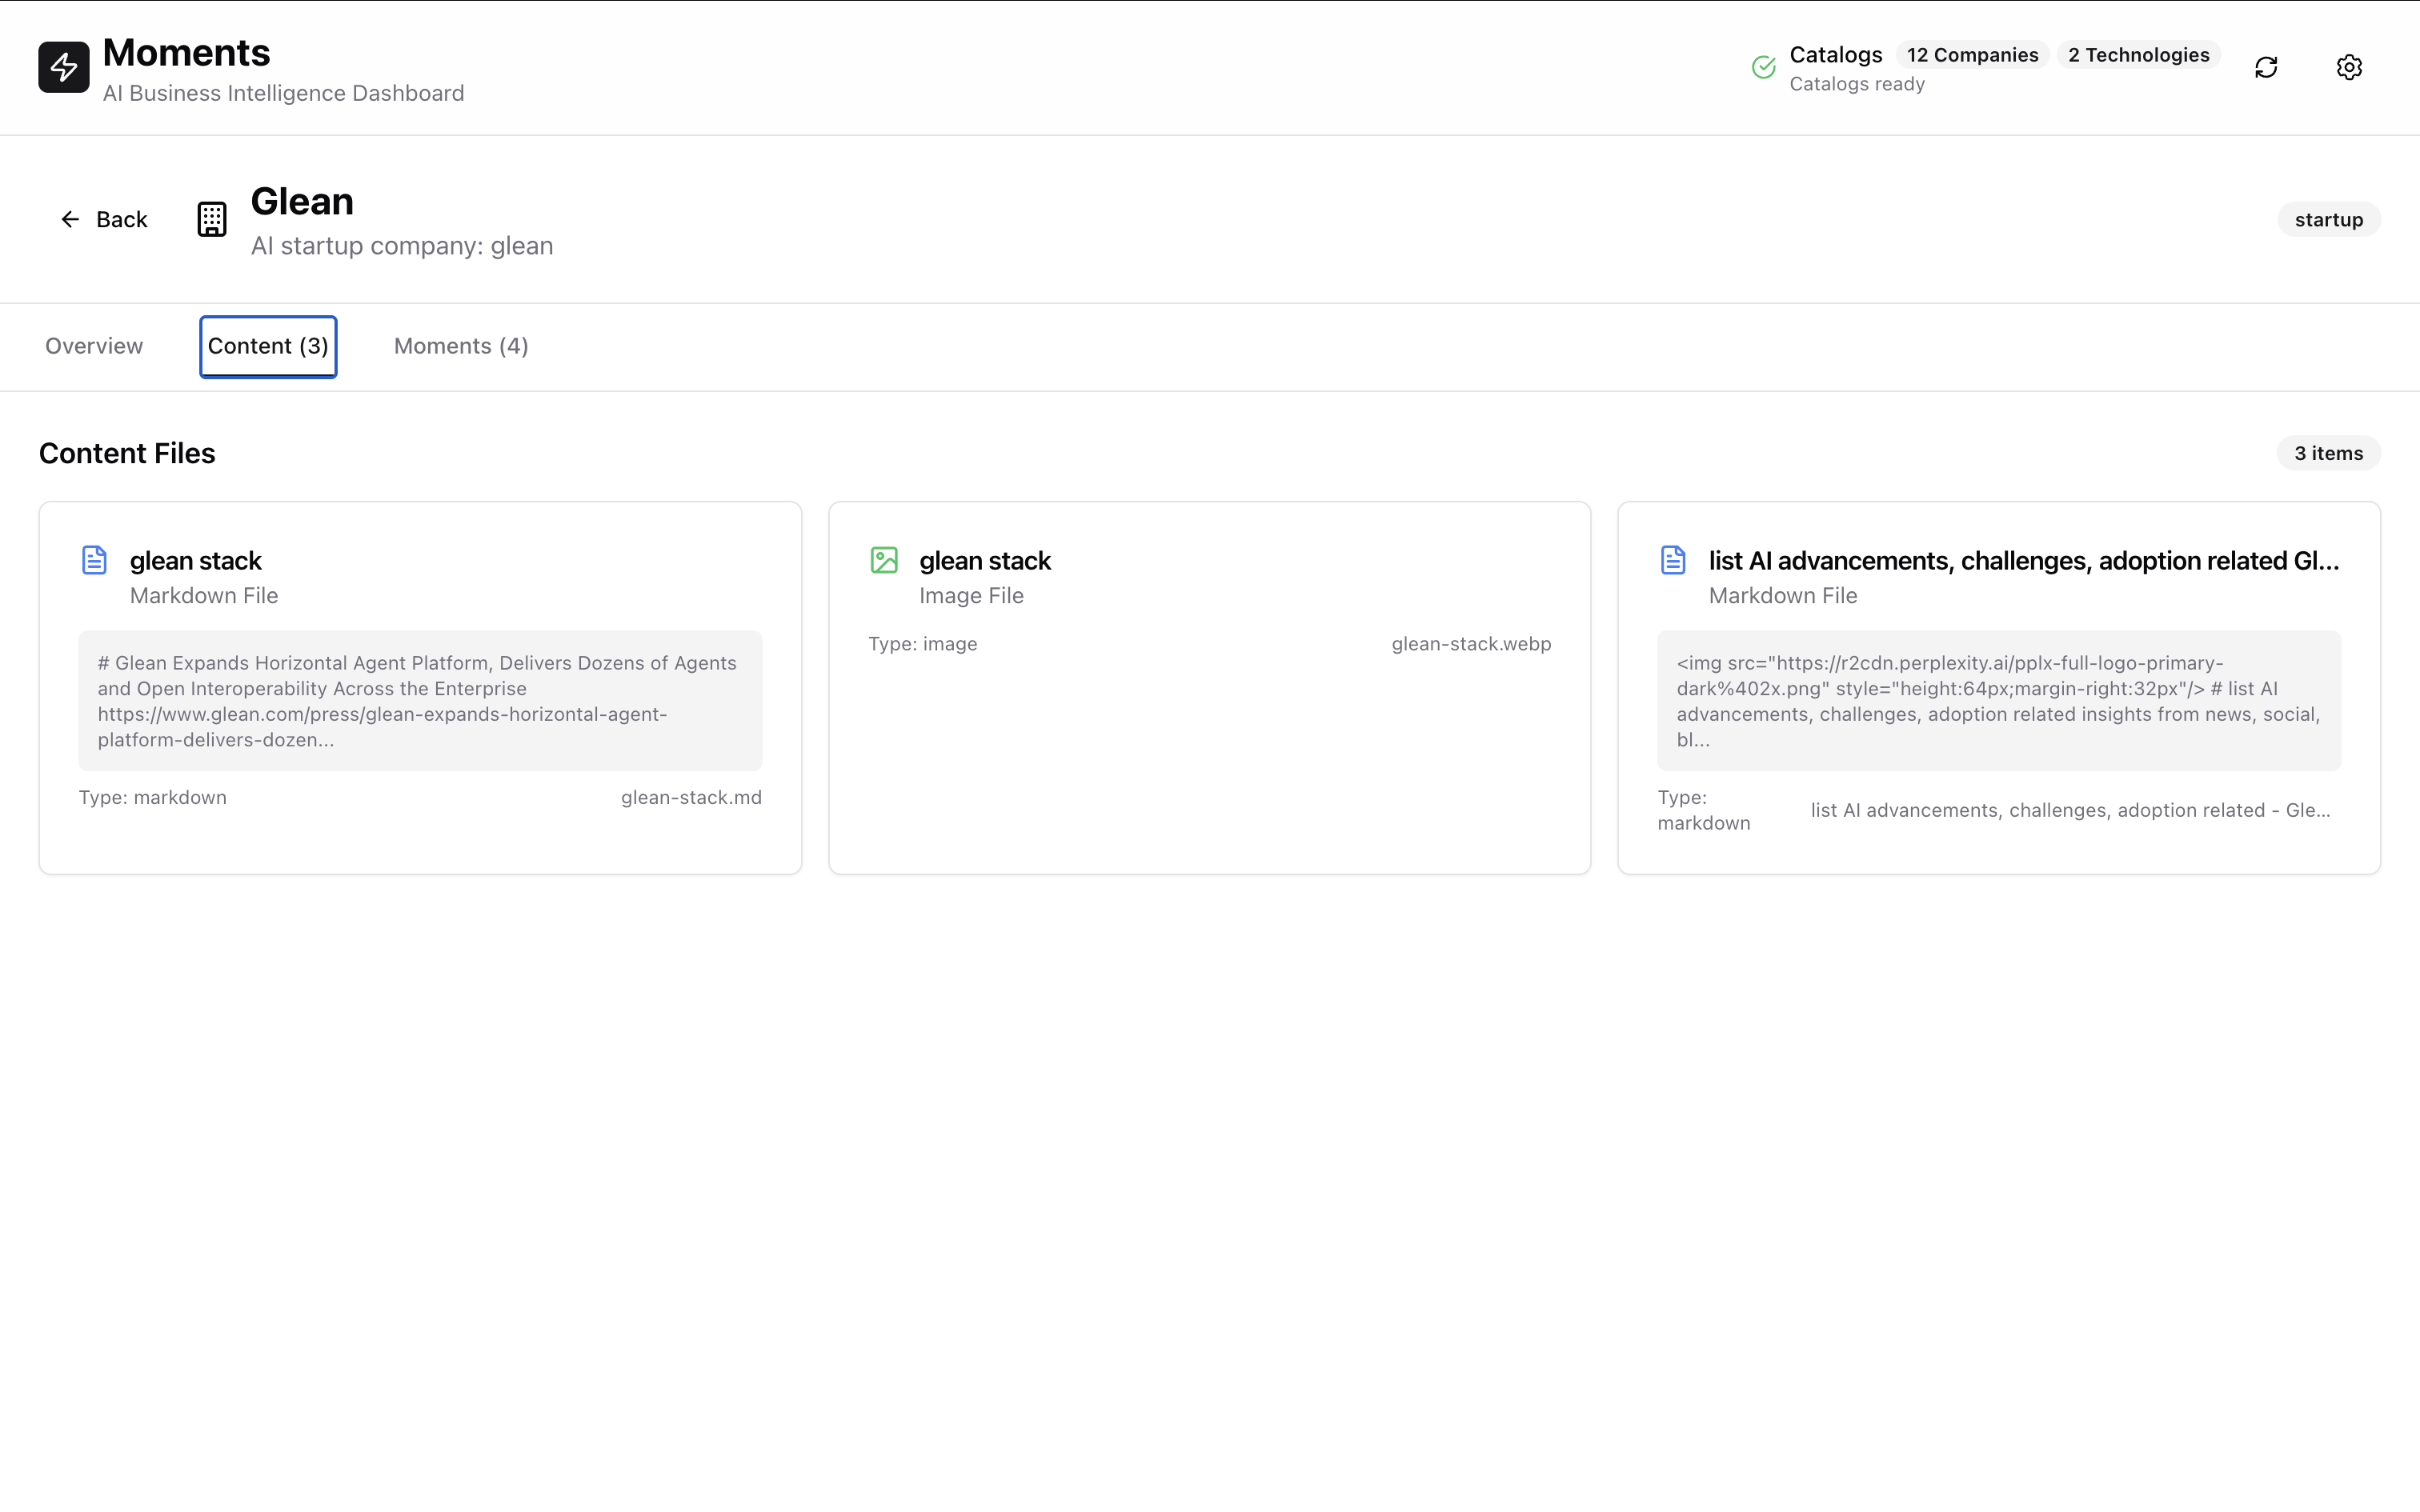 Moments
AI Business Intelligence Dashboard
Catalogs 12 Companies 2 Technologies
Catalogs ready
Back
Glean
AI startup company: glean
startup
Overview
Content (3)
Moments (4)
Content Files
3 items
glean stack
Markdown File
# Glean Expands Horizontal Agent Platform, Delivers Dozens of Agents
and Open Interoperability Across the Enterprise
https://www.glean.com/press/glean-expands-horizontal-agent-
platform-delivers-dozen...
Type: markdown
glean-stack.md
glean stack
Image File
Type: image
glean-stack.webp
list AI advancements, challenges, adoption related Gl...
Markdown File
<img src="https://r2cdn.perplexity.ai/pplx-full-logo-primary-
dark%402x.png" style="height:64px;margin-right:32px"/> # list AI
advancements, challenges, adoption related insights from news, social,
bl...
Type:
markdown
list AI advancements, challenges, adoption related - Gle...